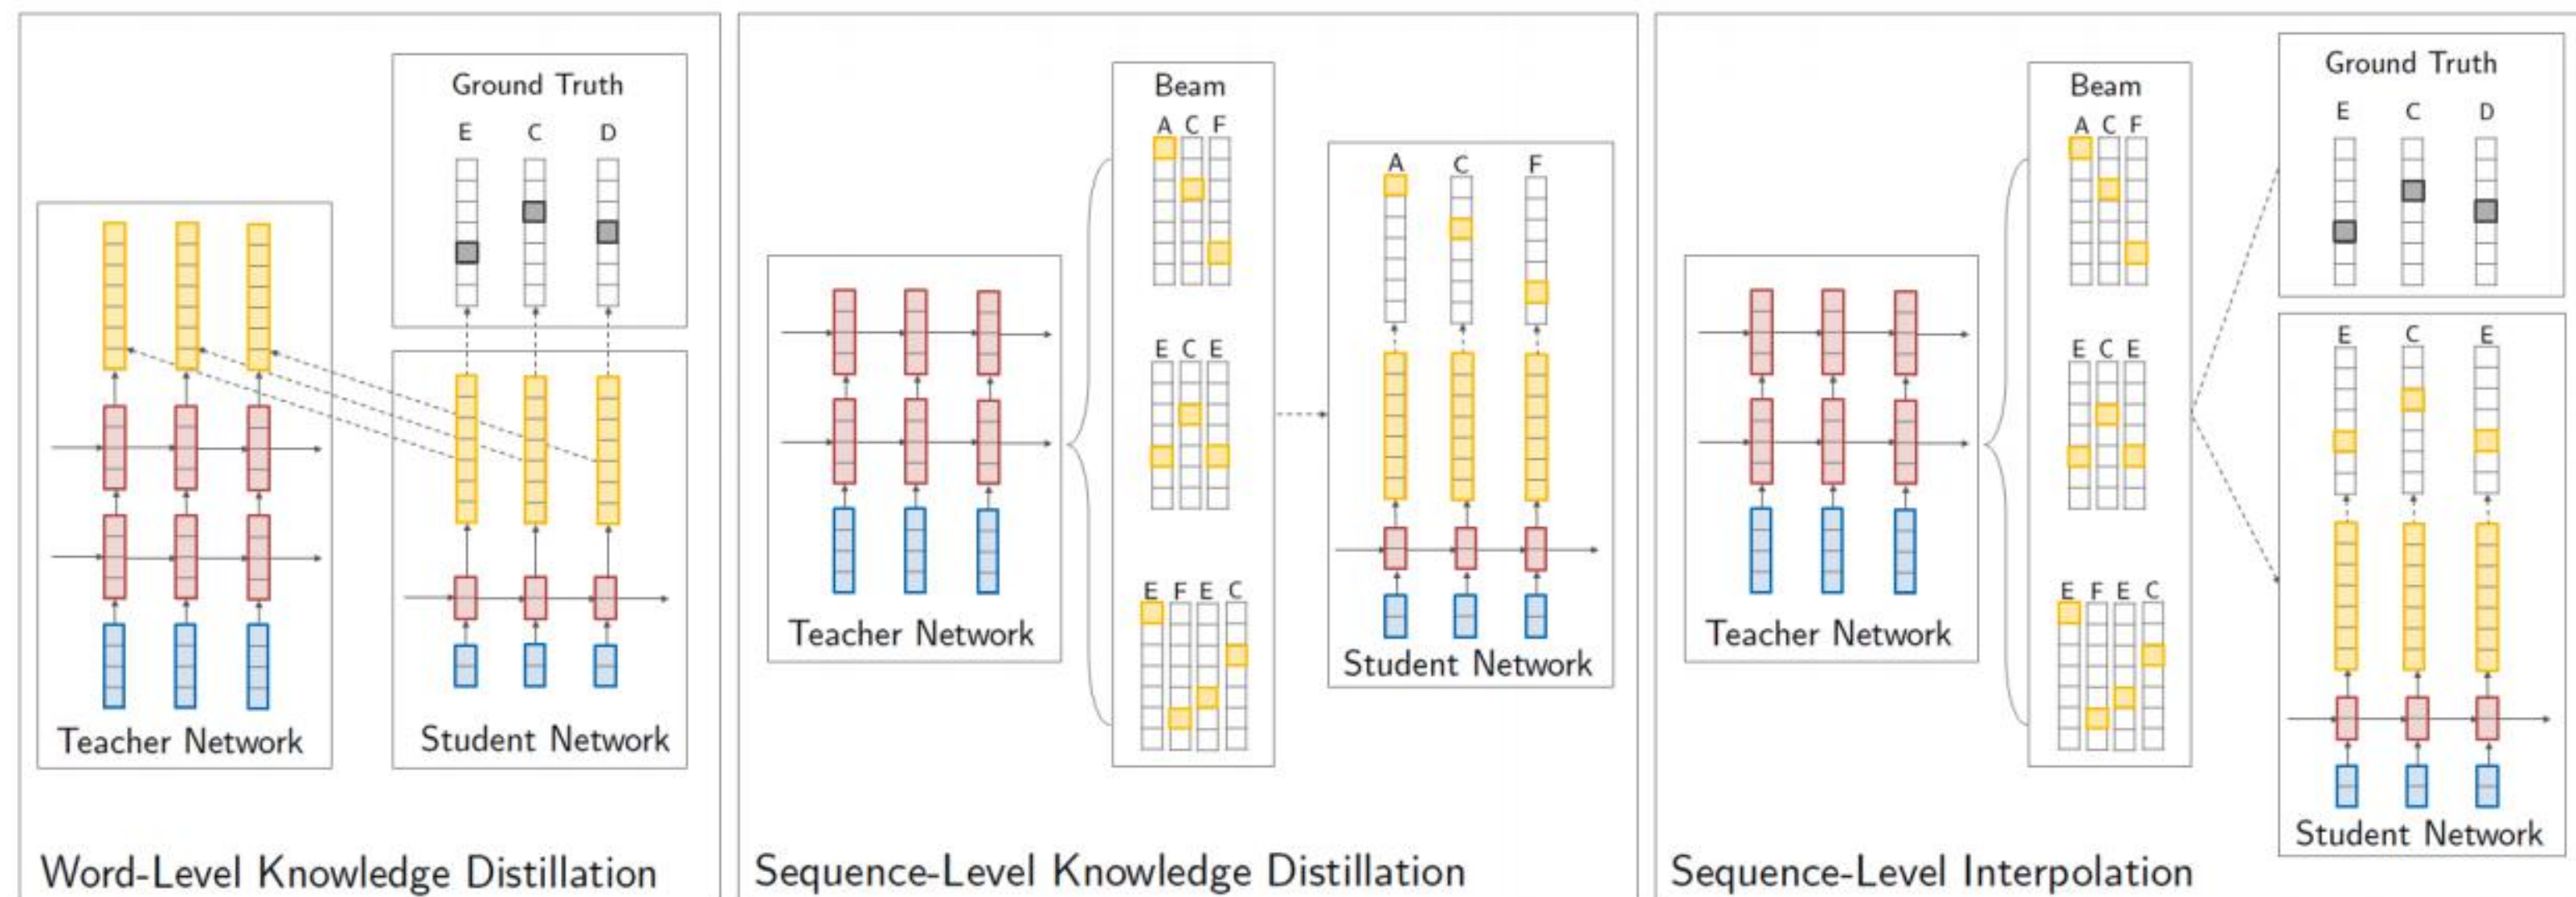 Ground Truth
E C D
Teacher Network
Student Network
Word-Level Knowledge Distillation
Beam
A C F
E C E
E F E C
Teacher Network
A C F
Student Network
Sequence-Level Knowledge Distillation
Beam
A C F
E C E
E F E C
Teacher Network
Ground Truth
E C D
E C E
Student Network
Sequence-Level Interpolation